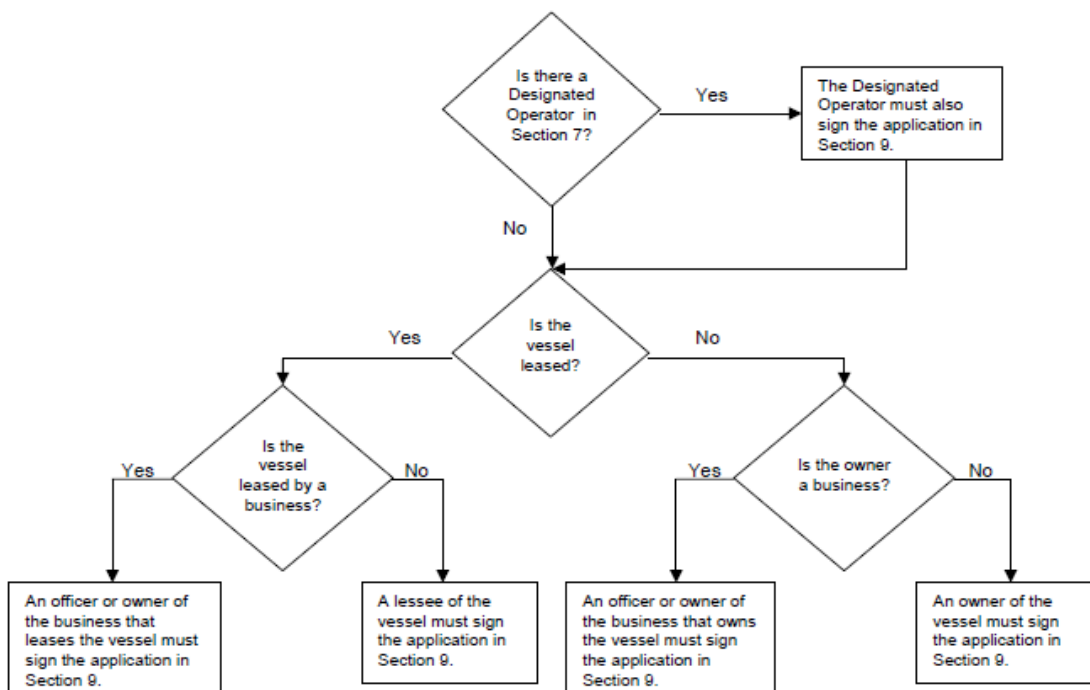 Is there a
Designated
Operator in
Section 7?
Yes
The Designated
Operator must also
sign the application in
Section 9.
No
Is the
vessel
leased?
Yes
No
Is the
vessel
leased by a
business?
Yes
No
Is the owner
a business?
Yes
No
An officer or owner of
the business that
leases the vessel must
sign the application in
Section 9.
A lessee of the
vessel must sign
the application in
Section 9.
An officer or owner of
the business that owns
the vessel must sign
the application in
Section 9.
An owner of the
vessel must sign
the application in
Section 9.